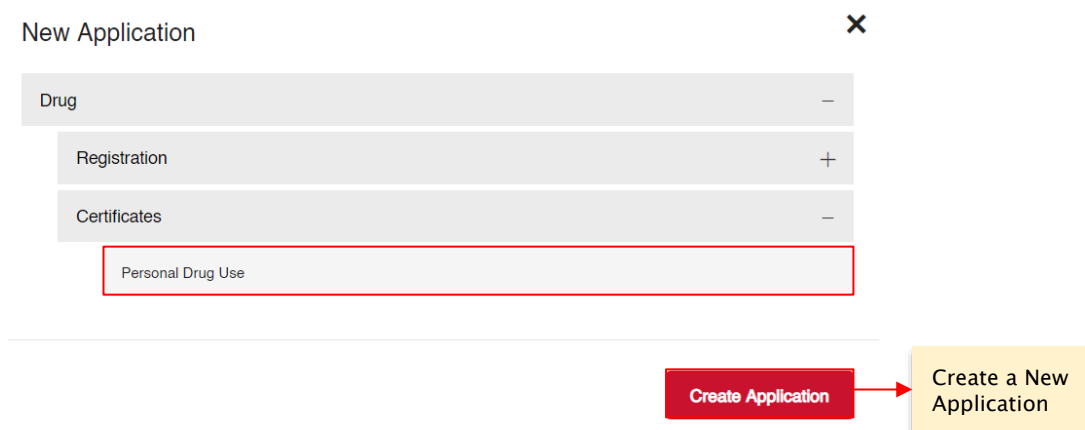 New Application
Drug
Registration
Certificates
Personal Drug Use
Create Application
Create a New
Application